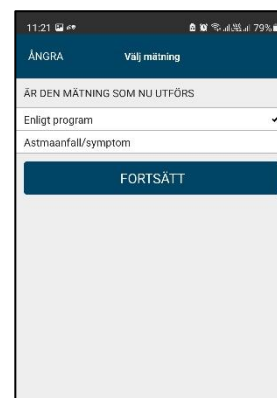 11:21 79%
ÅNGRA Välj mätning
ÄR DEN MÄTNING SOM NU UTFÖRS
Enligt program
Astmaanfall/symptom
FORTSÄTT